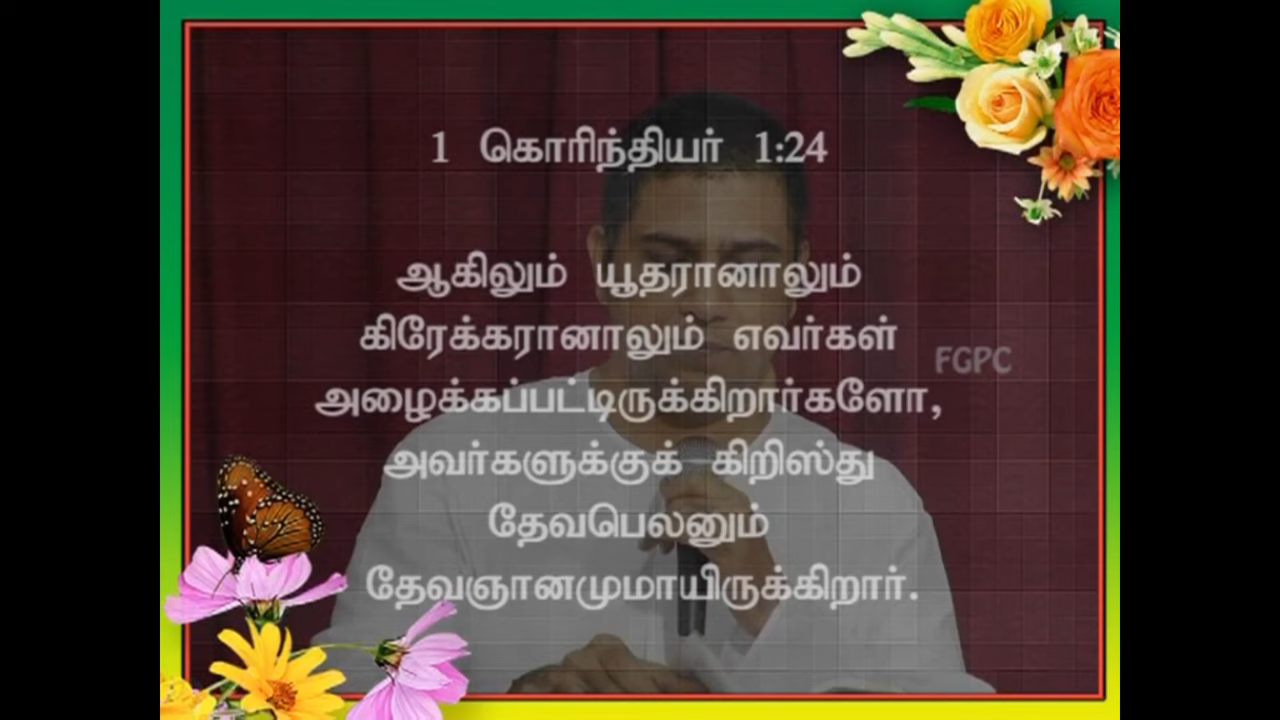 1 கொரிந்தியர் 1:24
ஆகிலும் யூதரானாலும்
கிரேக்கரானாலும் எவர்கள்
FGPC
அழைக்கப்பட்டிருக்கிறார்களோ,
அவர்களுக்குக் கிறிஸ்து
தேவபெலனும்
தேவஞானமுமாயிருக்கிறார்.